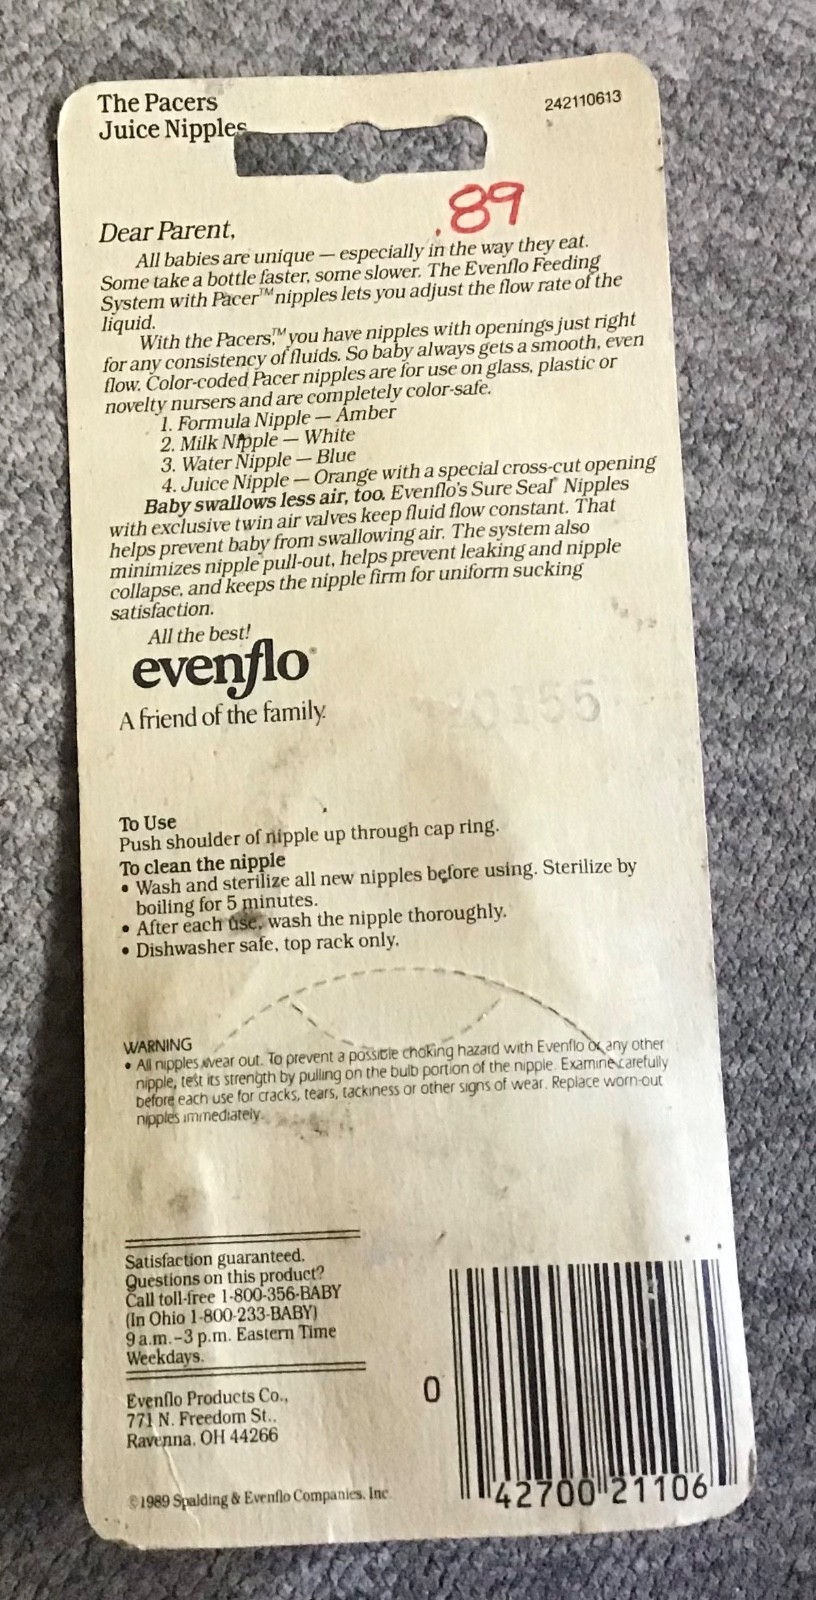 The Pacers
Juice Nipples
242110613
.89
Dear Parent,
All babies are unique — especially in the way they eat.
Some take a bottle faster, some slower. The Evenflo Feeding
System with Pacer™ nipples lets you adjust the flow rate of the
liquid.
With the Pacers,™ you have nipples with openings just right
for any consistency of fluids. So baby always gets a smooth, even
flow. Color-coded Pacer nipples are for use on glass, plastic or
novelty nursers and are completely color-safe.
1. Formula Nipple — Amber
2. Milk Nipple — White
3. Water Nipple — Blue
4. Juice Nipple — Orange with a special cross-cut opening
Baby swallows less air, too. Evenflo's Sure Seal® Nipples
with exclusive twin air valves keep fluid flow constant. That
helps prevent baby from swallowing air. The system also
minimizes nipple pull-out, helps prevent leaking and nipple
collapse, and keeps the nipple firm for uniform sucking
satisfaction.
All the best!
evenflo®
A friend of the family.
To Use
Push shoulder of nipple up through cap ring.
To clean the nipple
• Wash and sterilize all new nipples before using. Sterilize by
boiling for 5 minutes.
• After each use, wash the nipple thoroughly.
• Dishwasher safe, top rack only.
WARNING
• All nipples wear out. To prevent a possible choking hazard with Evenflo or any other
nipple, test its strength by pulling on the bulb portion of the nipple. Examine carefully
before each use for cracks, tears, tackiness or other signs of wear. Replace worn-out
nipples immediately.
Satisfaction guaranteed.
Questions on this product?
Call toll-free 1-800-356-BABY
(In Ohio 1-800-233-BABY)
9 a.m.–3 p.m. Eastern Time
Weekdays.
Evenflo Products Co.,
771 N. Freedom St.,
Ravenna, OH 44266
©1989 Spalding & Evenflo Companies, Inc.
0 42700 21106